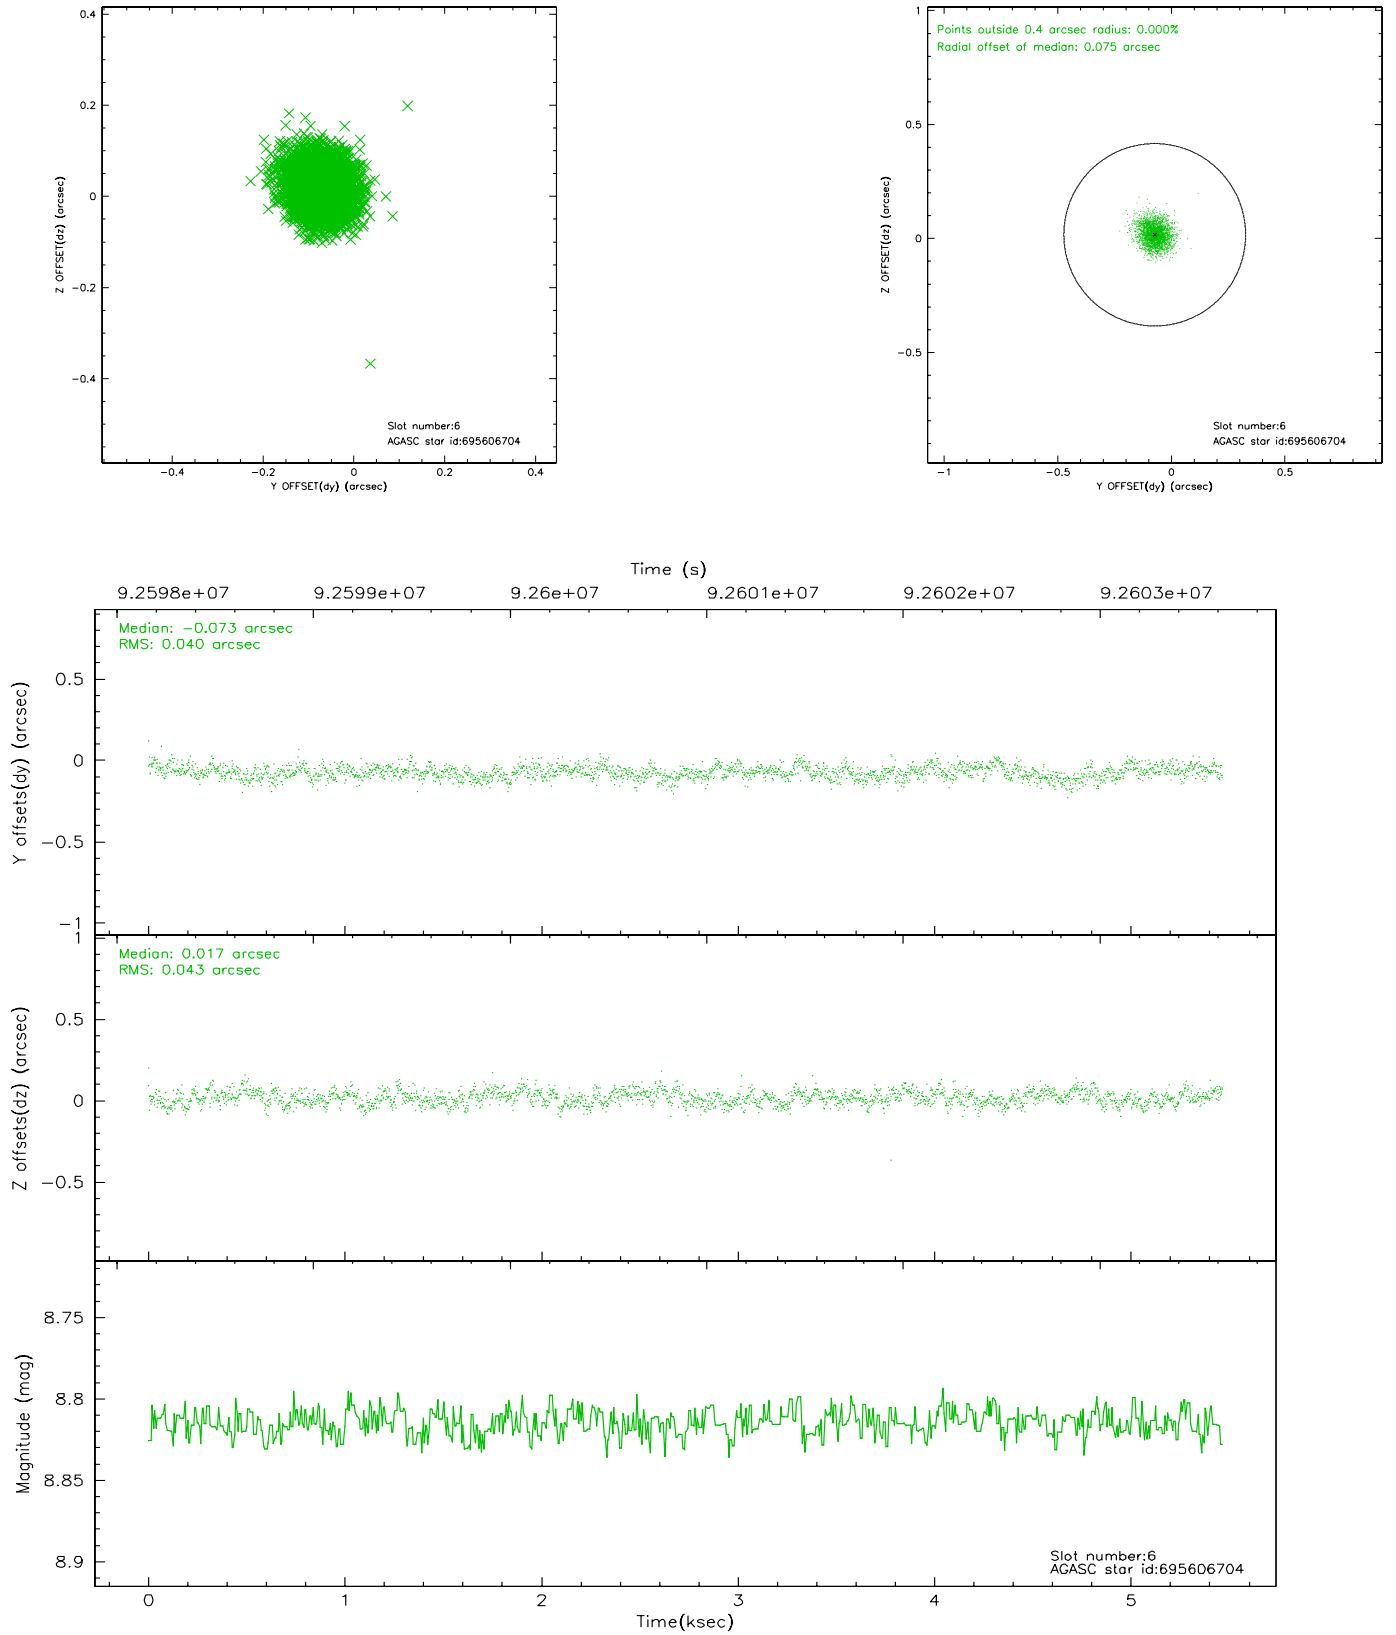 0.4
0.2
0
−0.2
−0.4
Z OFFSET(dz) (arcsec)
Slot number:6
AGASC star id:695606704
−0.4 −0.2 0 0.2 0.4
Y OFFSET(dy) (arcsec)
Points outside 0.4 arcsec radius: 0.000%
Radial offset of median: 0.075 arcsec
1
0.5
0
−0.5
Z OFFSET(dz) (arcsec)
Slot number:6
AGASC star id:695606704
−1 −0.5 0 0.5
Y OFFSET(dy) (arcsec)
Time (s)
9.2598e+07 9.2599e+07 9.26e+07 9.2601e+07 9.2602e+07 9.2603e+07
Median: −0.073 arcsec
RMS: 0.040 arcsec
0.5
0
−0.5
−1
Y offsets(dy) (arcsec)
Median: 0.017 arcsec
RMS: 0.043 arcsec
1
0.5
0
−0.5
Z offsets(dz) (arcsec)
8.75
8.8
8.85
8.9
Magnitude (mag)
Slot number:6
AGASC star id:695606704
0 1 2 3 4 5
Time(ksec)